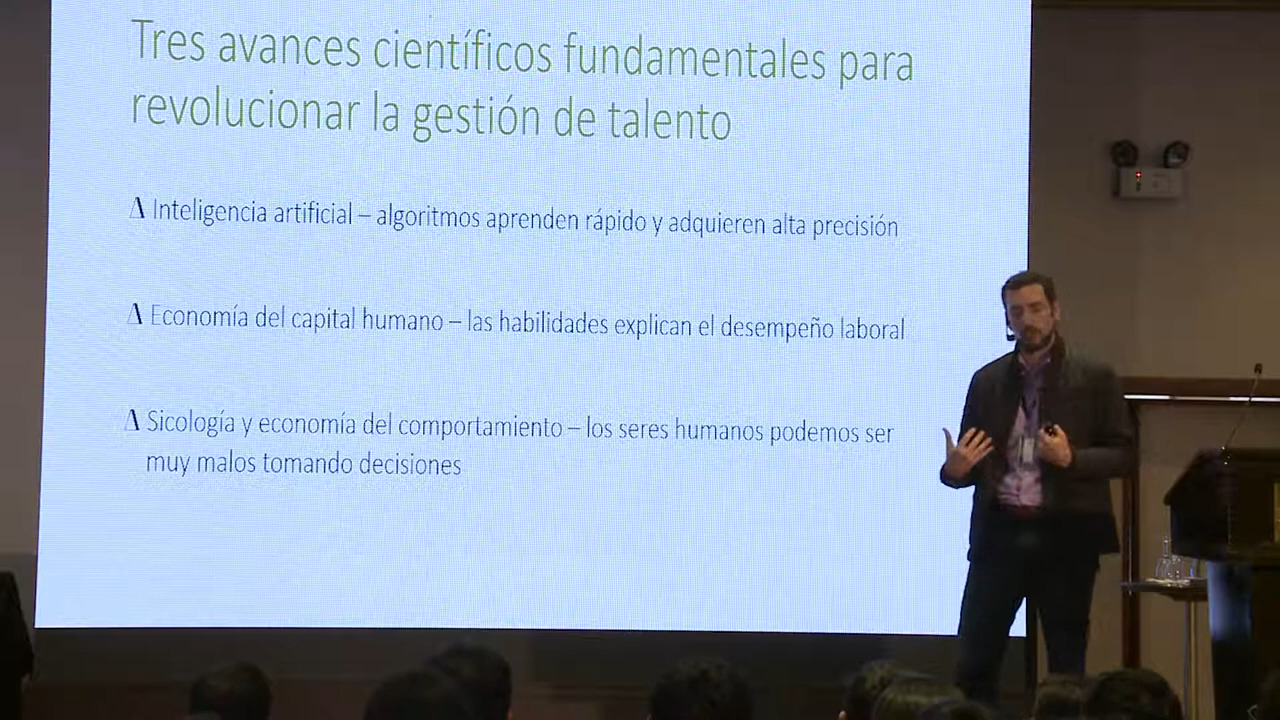 Tres avances científicos fundamentales para
revolucionar la gestión de talento
Δ Inteligencia artificial – algoritmos aprenden rápido y adquieren alta precisión
Δ Economía del capital humano – las habilidades explican el desempeño laboral
Δ Sicología y economía del comportamiento – los seres humanos podemos ser
muy malos tomando decisiones